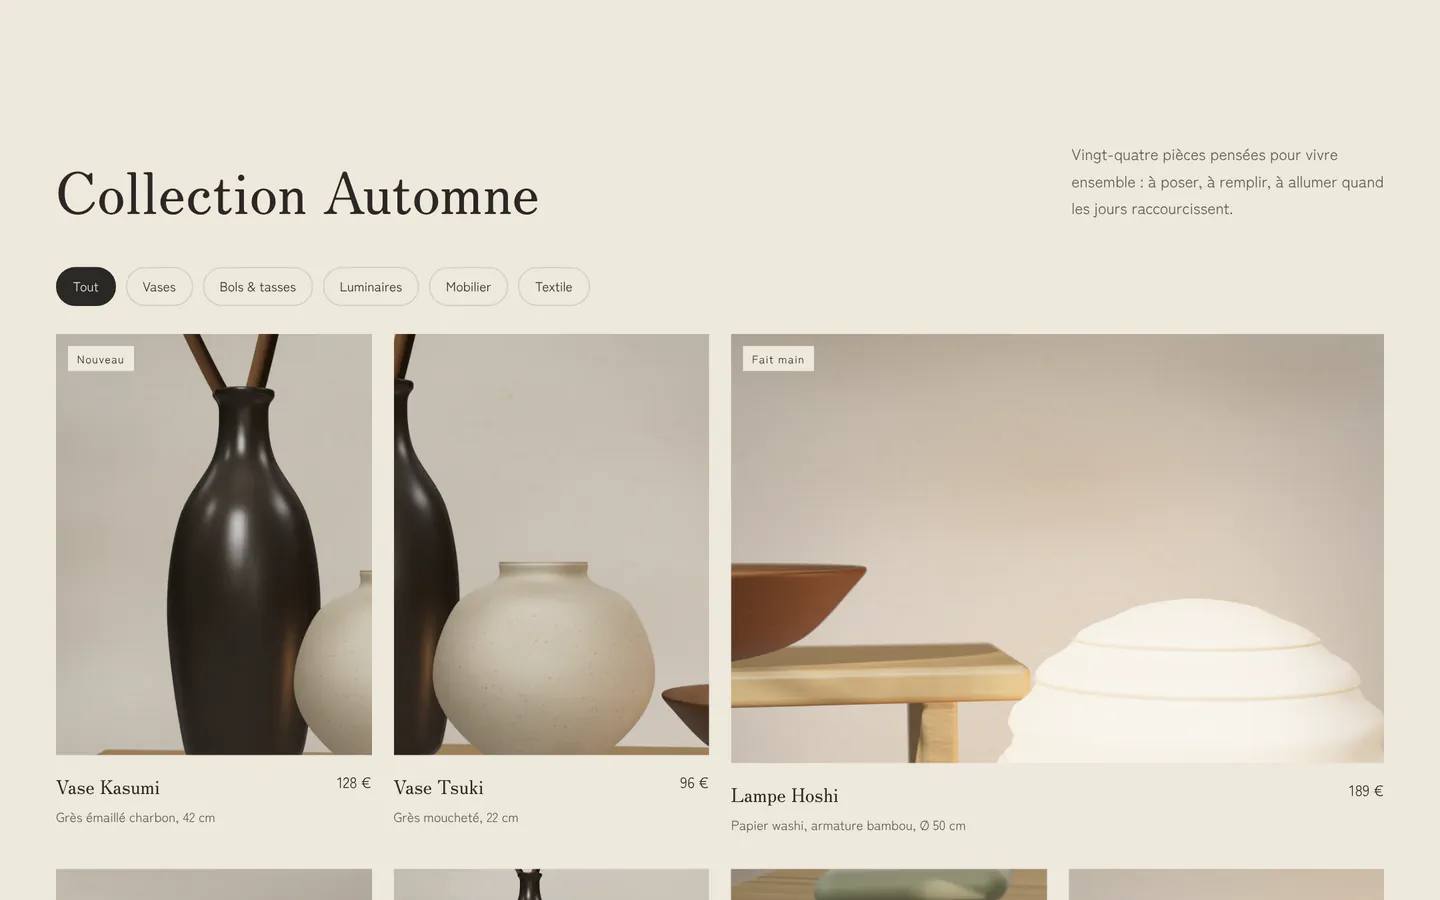 Collection Automne
Vingt-quatre pièces pensées pour vivre
ensemble : à poser, à remplir, à allumer quand
les jours raccourcissent.
Tout
Vases
Bols & tasses
Luminaires
Mobilier
Textile
Nouveau
Fait main
Vase Kasumi
128 €
Grès émaillé charbon, 42 cm
Vase Tsuki
96 €
Grès moucheté, 22 cm
Lampe Hoshi
189 €
Papier washi, armature bambou, Ø 50 cm